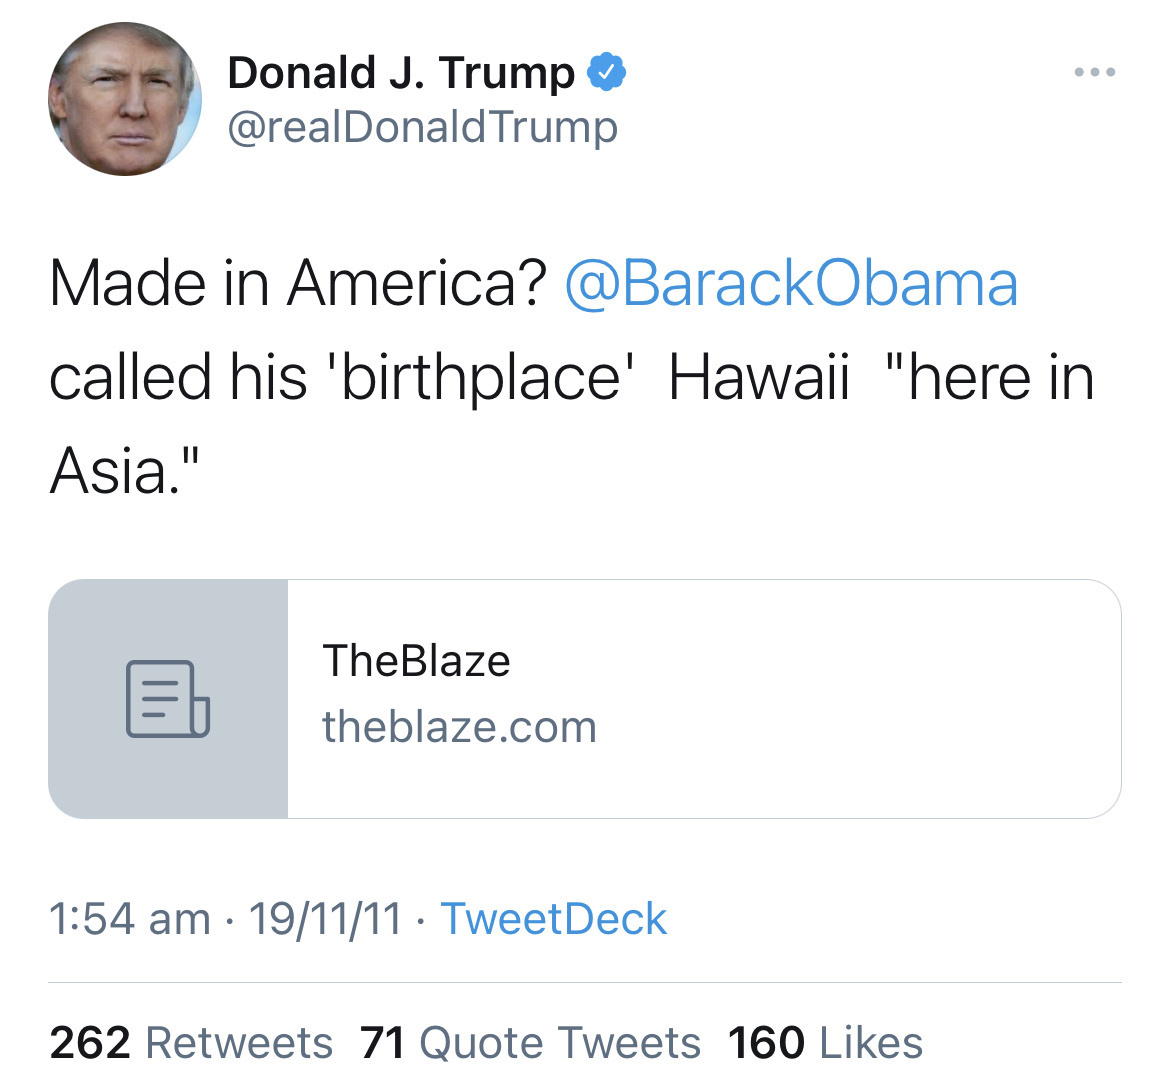 Donald J. Trump
@realDonaldTrump
Made in America? @BarackObama
called his 'birthplace'  Hawaii  "here in
Asia."
TheBlaze
theblaze.com
1:54 am · 19/11/11 · TweetDeck
262 Retweets  71 Quote Tweets  160 Likes